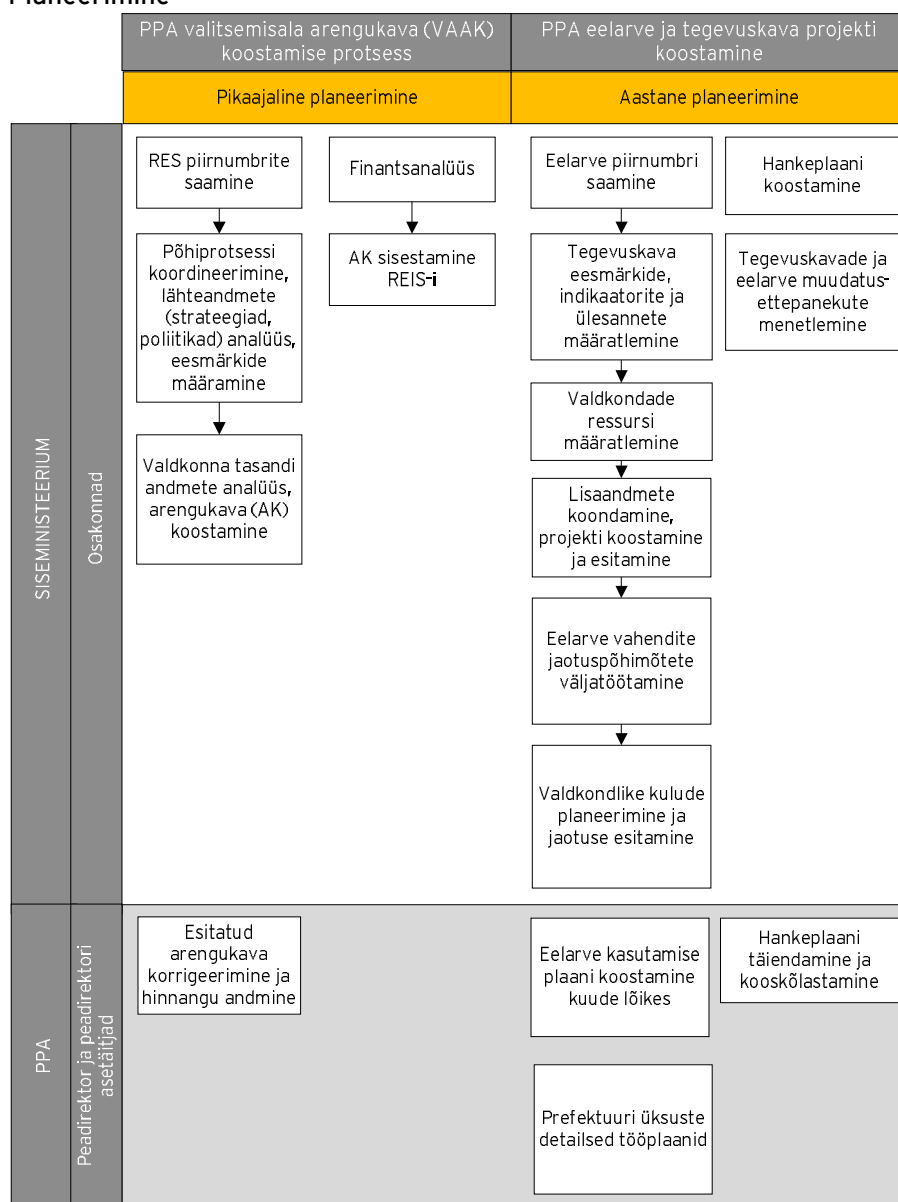 Planeerimine
PPA valitsemisala arengukava (VAAK)
koostamise protsess
PPA eelarve ja tegevuskava projekti
koostamine
Pikaajaline planeerimine
Aastane planeerimine
SISEMINISTEERIUM
Osakonnad
RES piirnumbrite
saamine
Põhiprotsessi
koordineerimine,
lähteandmete
(strateegiad,
poliitikad) analüüs,
eesmärkide
määramine
Valdkonna tasandi
andmete analüüs,
arengukava (AK)
koostamine
Finantsanalüüs
AK sisestamine
REIS-i
Eelarve piirnumbri
saamine
Tegevuskava
eesmärkide,
indikaatorite ja
ülesannete
määratlemine
Valdkondade
ressursi
määratlemine
Lisaandmete
koondamine,
projekti koostamine
ja esitamine
Eelarve vahendite
jaotuspõhimõtete
väljatöötamine
Valdkondlike kulude
planeerimine ja
jaotuse esitamine
Hankeplaani
koostamine
Tegevuskavade ja
eelarve muudatus-
ettepanekute
menetlemine
PPA
Peadirektor ja peadirektori
asetäitjad
Esitatud
arengukava
korrigeerimine ja
hinnangu andmine
Eelarve kasutamise
plaani koostamine
kuude lõikes
Prefektuuri üksuste
detailsed tööplaanid
Hankeplaani
täiendamine ja
kooskõlastamine